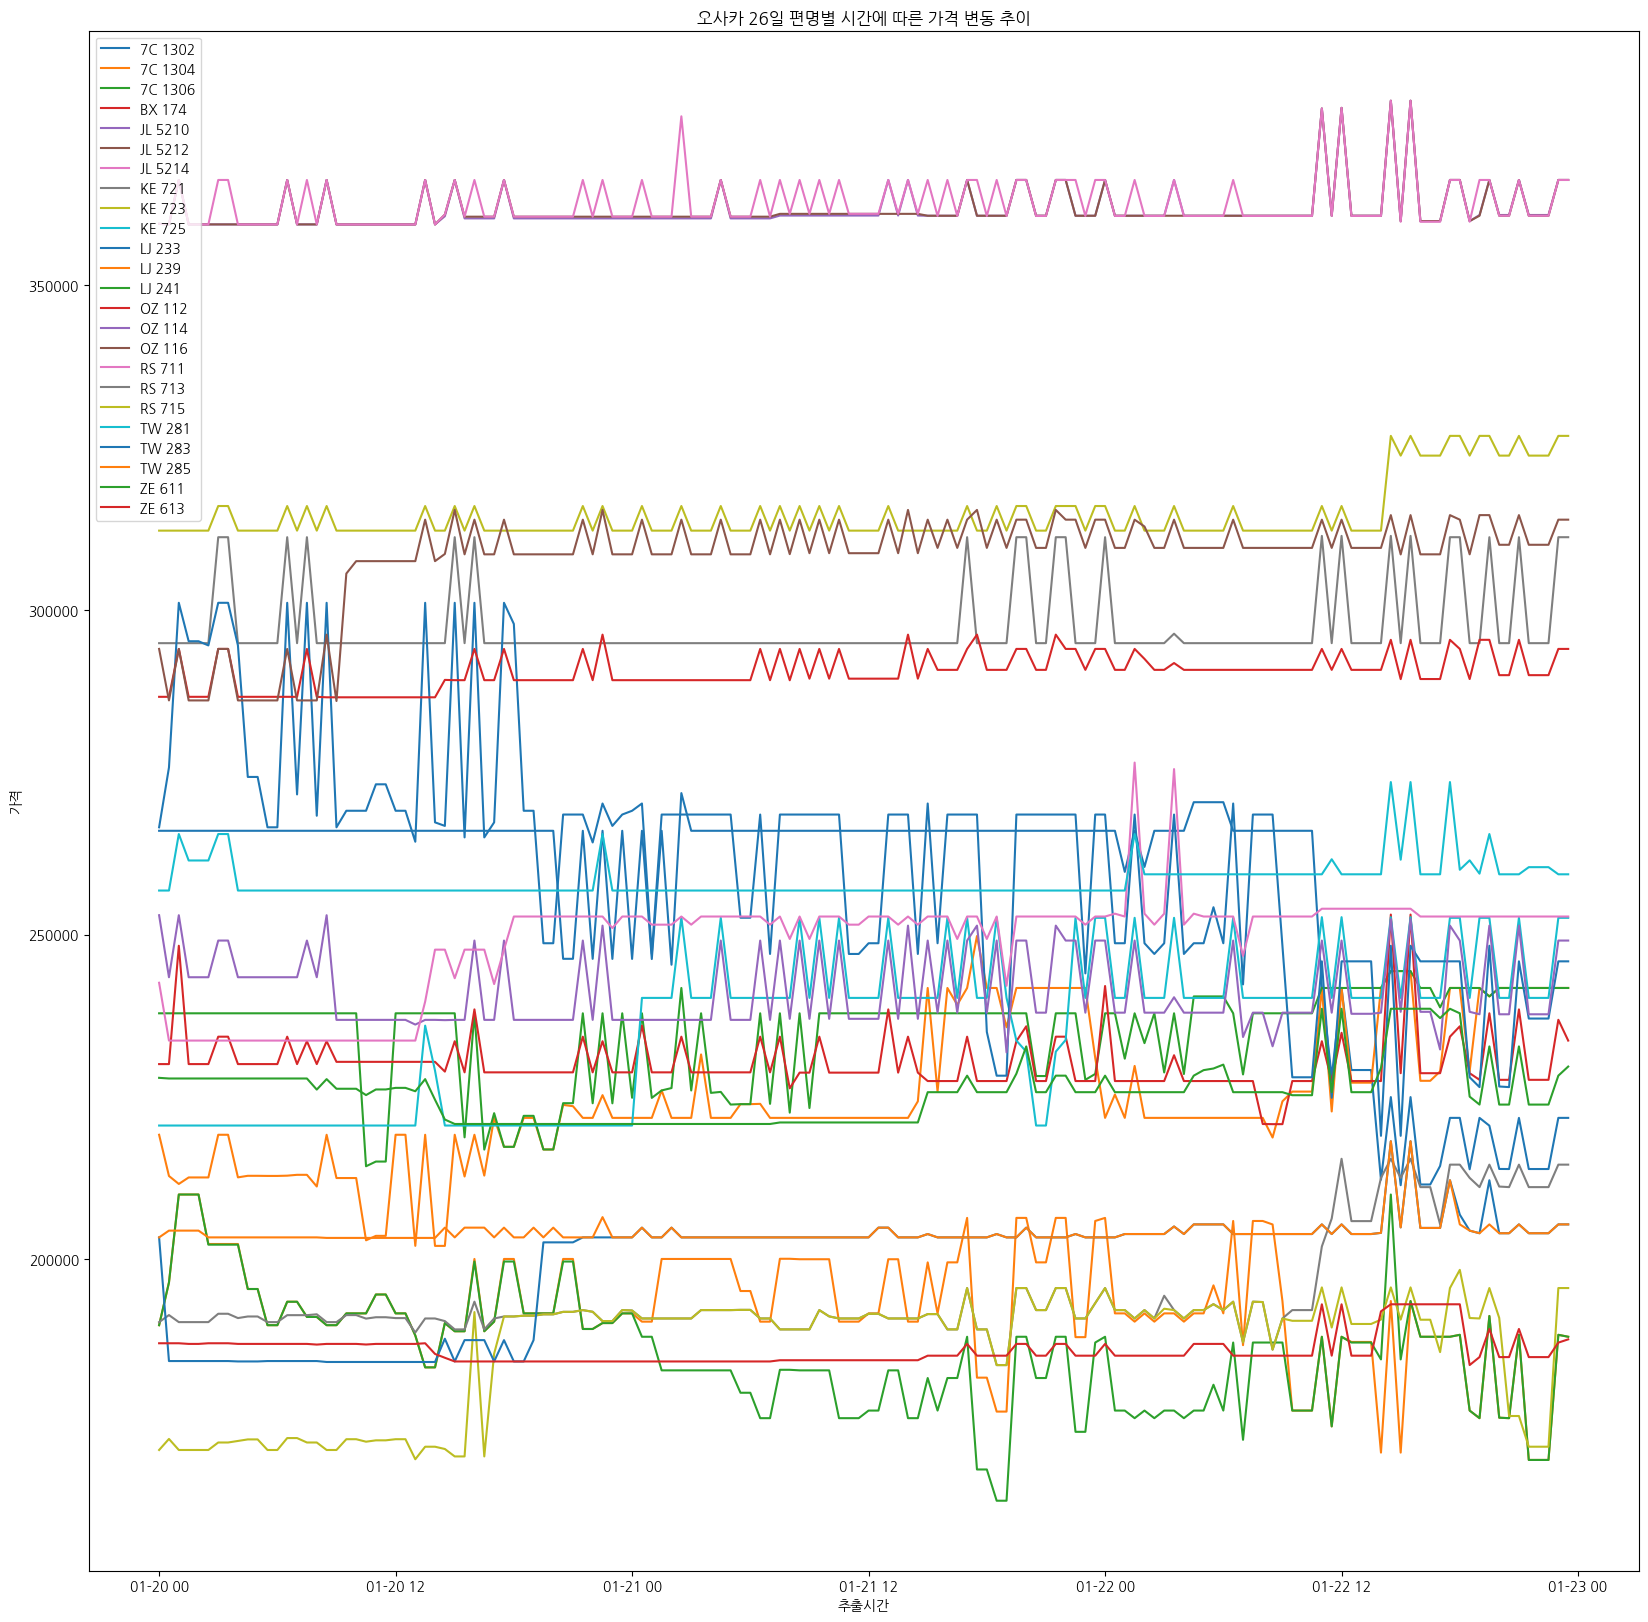 오사카 26일 편명별 시간에 따른 가격 변동 추이
7C 1302
7C 1304
7C 1306
BX 174
JL 5210
JL 5212
JL 5214
KE 721
KE 723
KE 725
LJ 233
LJ 239
LJ 241
OZ 112
OZ 114
OZ 116
RS 711
RS 713
RS 715
TW 281
TW 283
TW 285
ZE 611
ZE 613
350000
300000
250000
200000
가격
01-20 00
01-20 12
01-21 00
01-21 12
01-22 00
01-22 12
01-23 00
추출시간